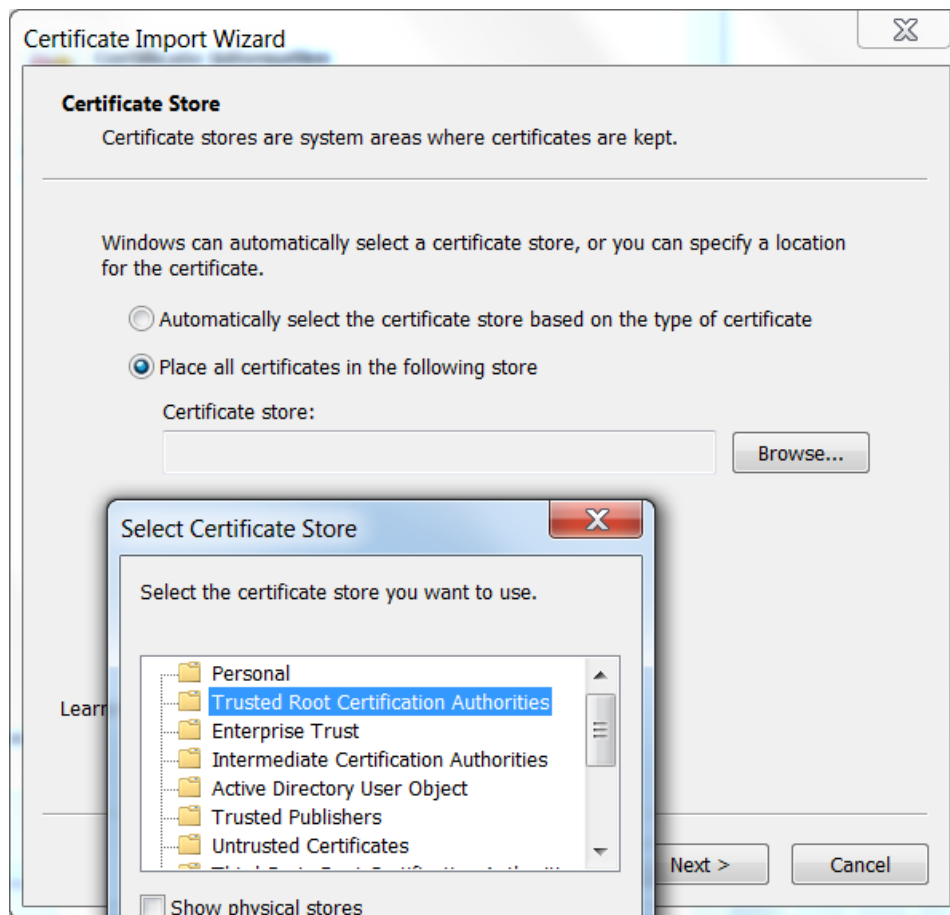 Certificate Import Wizard
Certificate Store
Certificate stores are system areas where certificates are kept.
Windows can automatically select a certificate store, or you can specify a location
for the certificate.
Automatically select the certificate store based on the type of certificate
Place all certificates in the following store
Certificate store:
Browse...
Select Certificate Store
Select the certificate store you want to use.
Personal
Trusted Root Certification Authorities
Learn
Enterprise Trust
Intermediate Certification Authorities
Active Directory User Object
Trusted Publishers
Untrusted Certificates
Next >
Cancel
Show physical stores